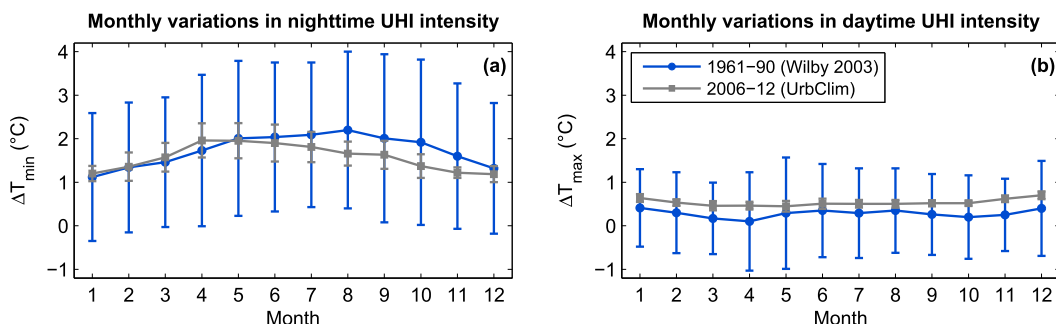 Monthly variations in nighttime UHI intensity
4
3
2
1
0
−1
ΔTmin (°C)
(a)
1 2 3 4 5 6 7 8 9 10 11 12
Month
Monthly variations in daytime UHI intensity
4
3
2
1
0
−1
ΔTmax (°C)
1961−90 (Wilby 2003)
2006−12 (UrbClim)
(b)
1 2 3 4 5 6 7 8 9 10 11 12
Month